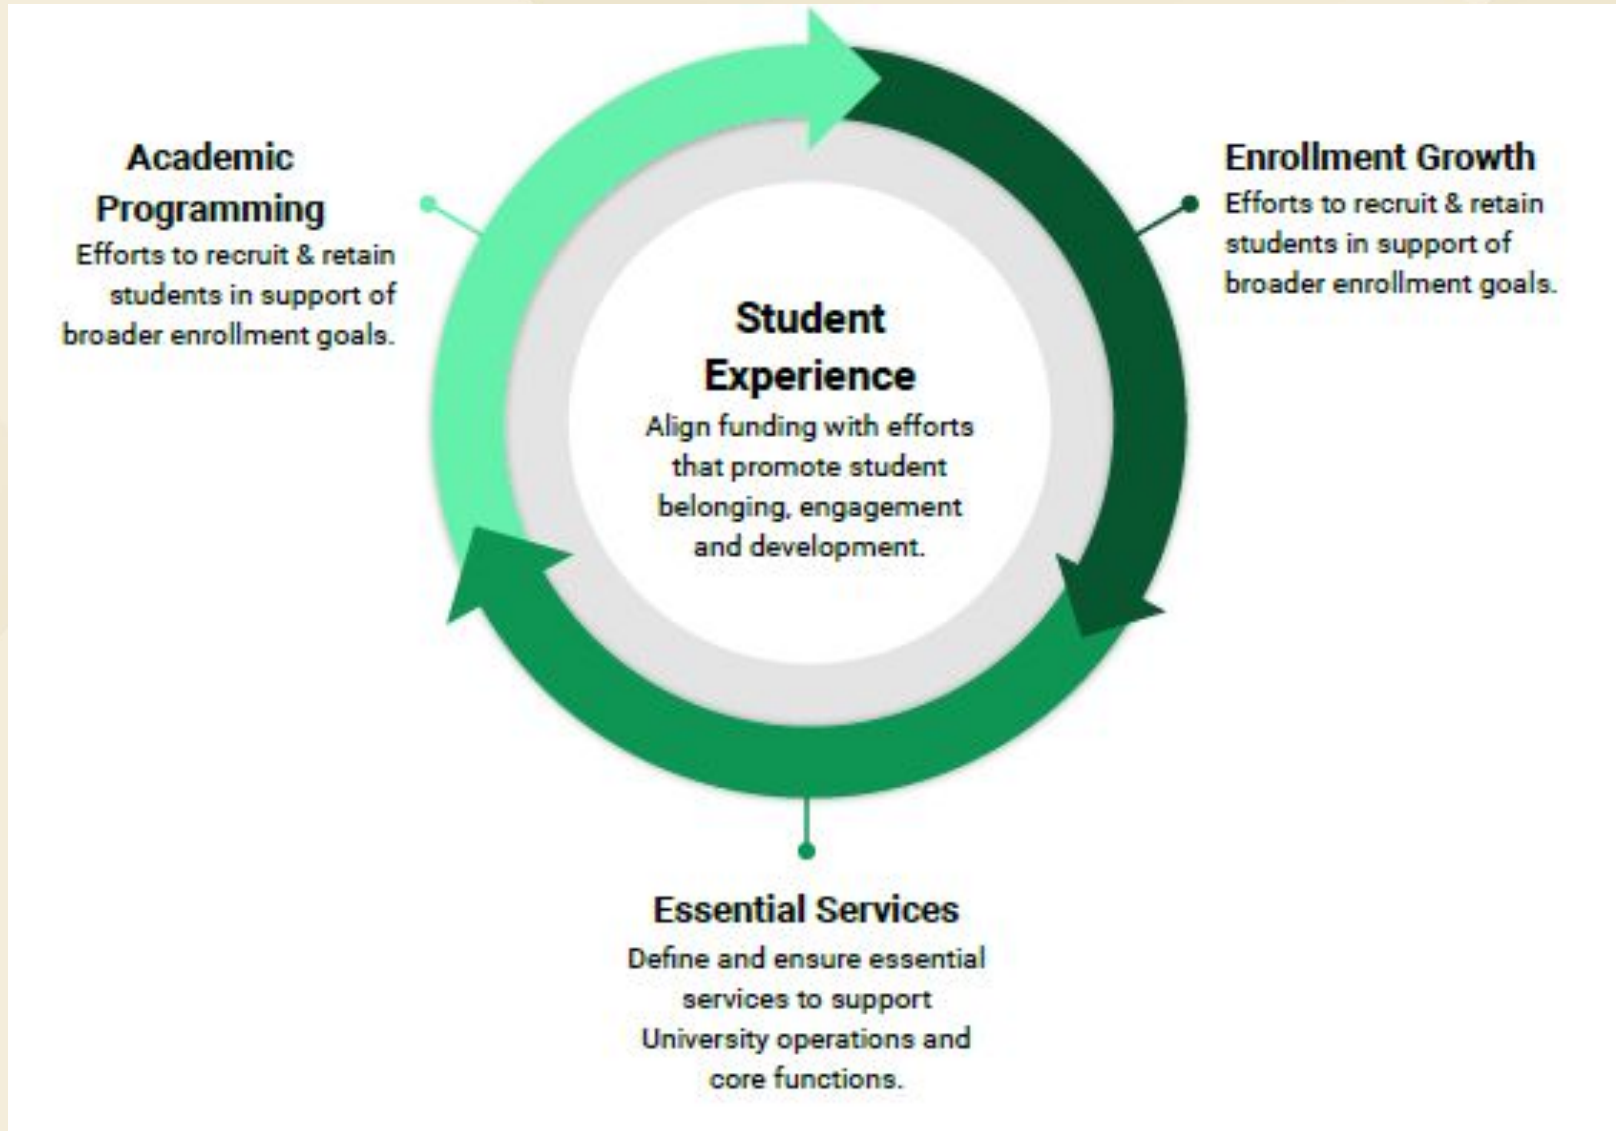 Academic
Programming
Efforts to recruit & retain
students in support of
broader enrollment goals.
Enrollment Growth
Efforts to recruit & retain
students in support of
broader enrollment goals.
Student
Experience
Align funding with efforts
that promote student
belonging, engagement
and development.
Essential Services
Define and ensure essential
services to support
University operations and
core functions.